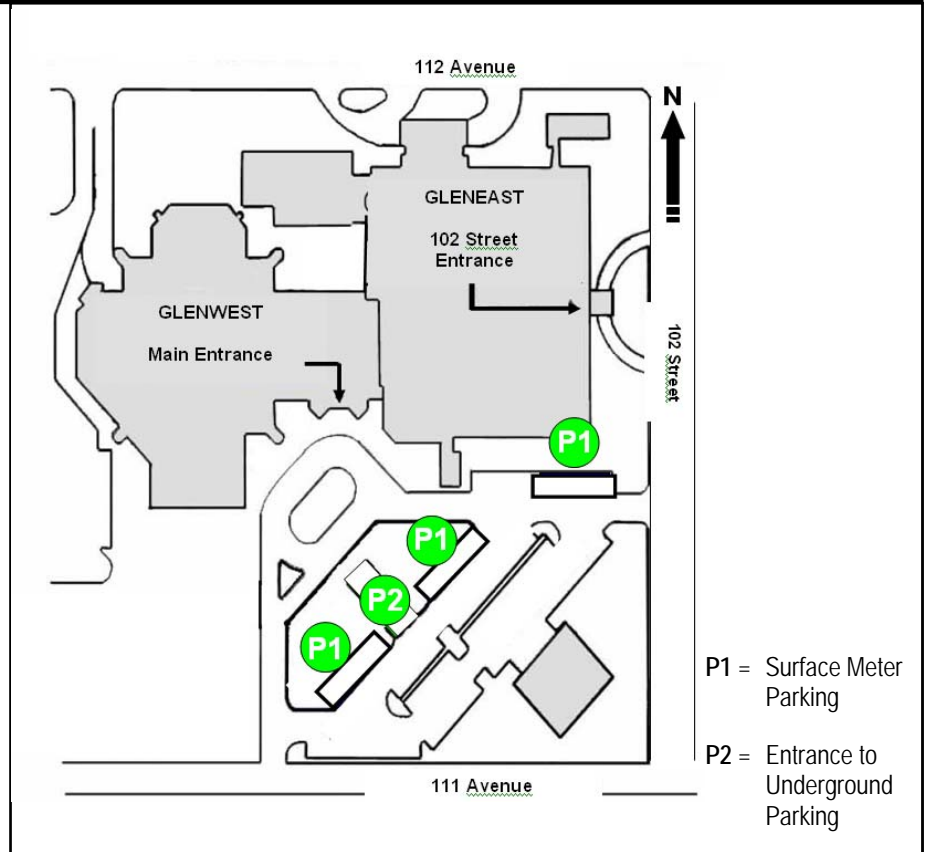 112 Avenue
N
GLENEAST
102 Street
Entrance
GLENWEST
Main Entrance
102 Street
P1
P1
P2
P1
P1 = Surface Meter
Parking
P2 = Entrance to
Underground
Parking
111 Avenue